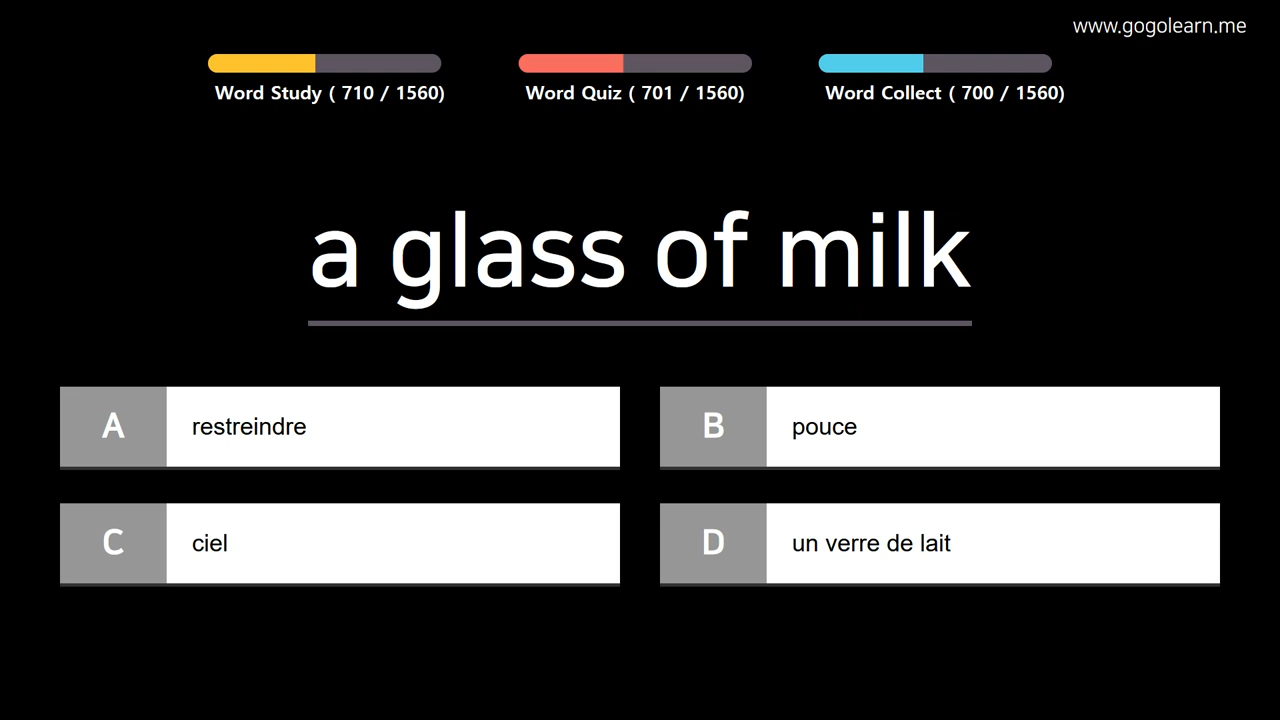 www.gogolearn.me
Word Study ( 710 / 1560)
Word Quiz ( 701 / 1560)
Word Collect ( 700 / 1560)
a glass of milk
A restreindre
B pouce
C ciel
D un verre de lait